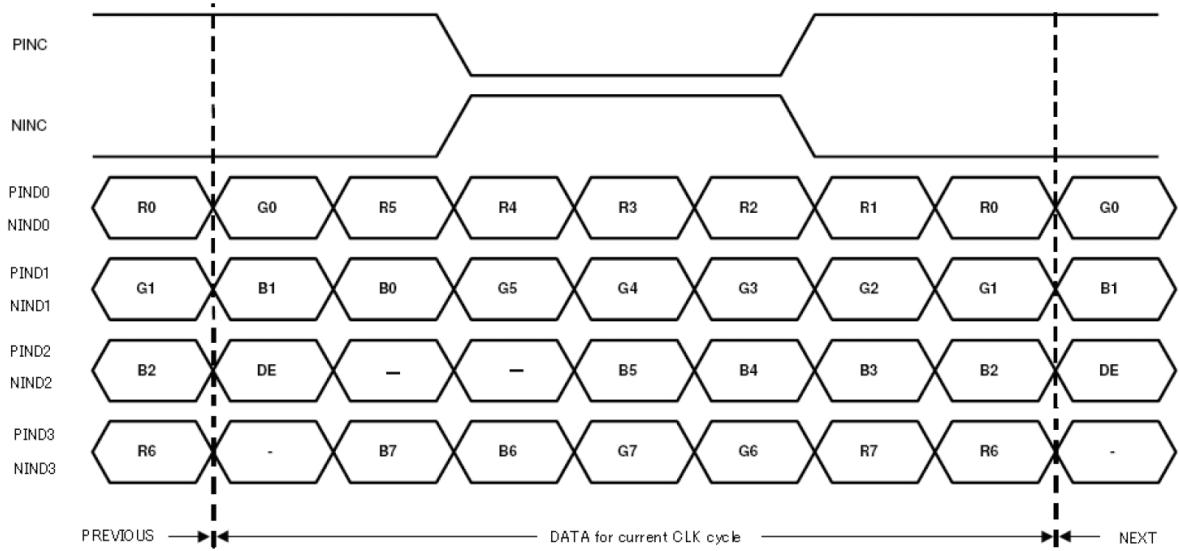 PINC
NINC
PIND0
R0 G0 R5 R4 R3 R2 R1 R0 G0
NIND0
PIND1
G1 B1 B0 G5 G4 G3 G2 G1 B1
NIND1
PIND2
B2 DE — — B5 B4 B3 B2 DE
NIND2
PIND3
R6 - B7 B6 G7 G6 R7 R6 -
NIND3
PREVIOUS DATA for current CLK cycle NEXT